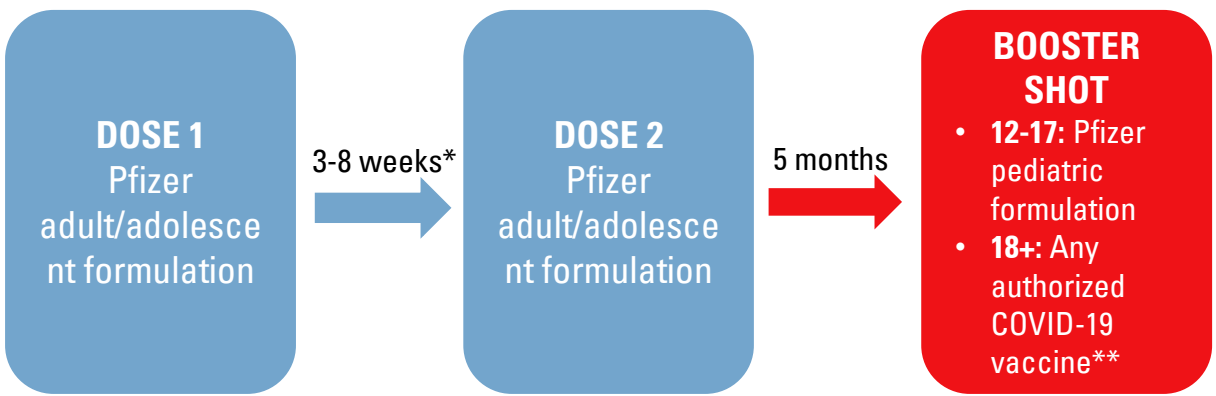 DOSE 1
Pfizer
adult/adolesce
nt formulation
3-8 weeks*
DOSE 2
Pfizer
adult/adolesce
nt formulation
5 months
BOOSTER
SHOT
• 12-17: Pfizer
pediatric
formulation
• 18+: Any
authorized
COVID-19
vaccine**